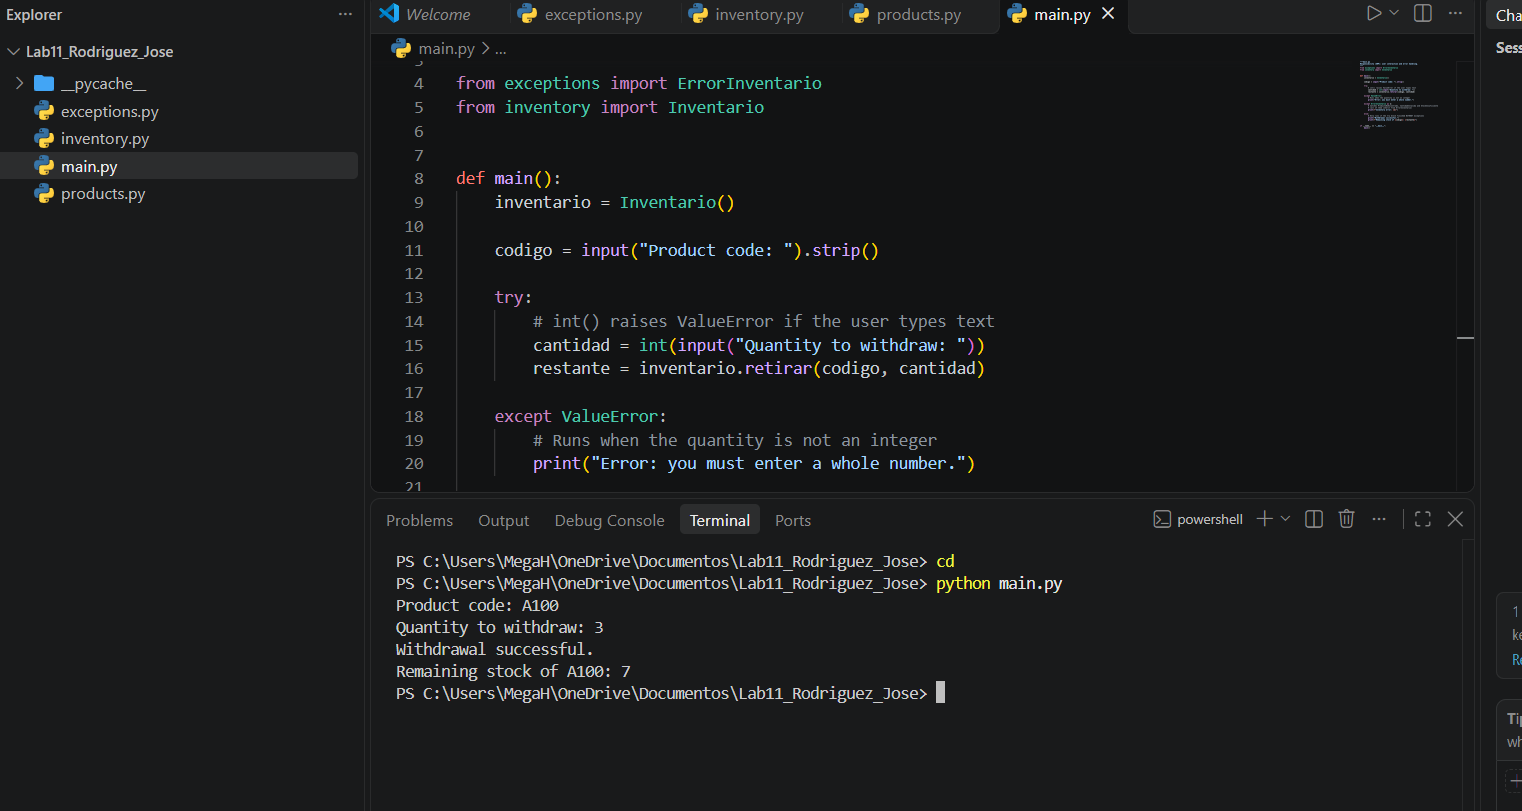 Explorer
Lab11_Rodriguez_Jose
__pycache__
exceptions.py
inventory.py
main.py
products.py
Welcome
exceptions.py
inventory.py
products.py
main.py
main.py > ...
4 from exceptions import ErrorInventario
5 from inventory import Inventario
6
7
8 def main():
9 inventario = Inventario()
10
11 codigo = input("Product code: ").strip()
12
13 try:
14 # int() raises ValueError if the user types text
15 cantidad = int(input("Quantity to withdraw: "))
16 restante = inventario.retirar(codigo, cantidad)
17
18 except ValueError:
19 # Runs when the quantity is not an integer
20 print("Error: you must enter a whole number.")
21
Problems Output Debug Console Terminal Ports
powershell
PS C:\Users\MegaH\OneDrive\Documentos\Lab11_Rodriguez_Jose> cd
PS C:\Users\MegaH\OneDrive\Documentos\Lab11_Rodriguez_Jose> python main.py
Product code: A100
Quantity to withdraw: 3
Withdrawal successful.
Remaining stock of A100: 7
PS C:\Users\MegaH\OneDrive\Documentos\Lab11_Rodriguez_Jose>